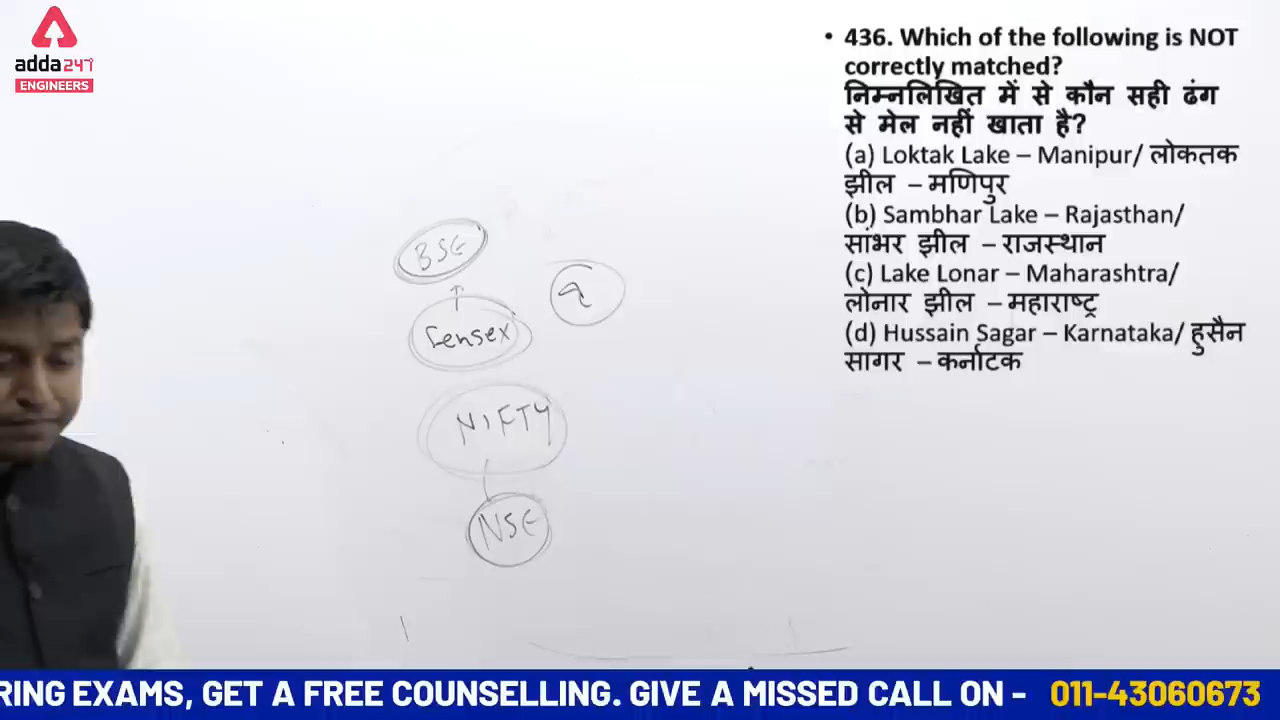 adda247
ENGINEERS
• 436. Which of the following is NOT
correctly matched?
निम्नलिखित में से कौन सही ढंग
से मेल नहीं खाता है?
(a) Loktak Lake – Manipur/ लोकतक
झील – मणिपुर
(b) Sambhar Lake – Rajasthan/
सांभर झील – राजस्थान
(c) Lake Lonar – Maharashtra/
लोनार झील – महाराष्ट्र
(d) Hussain Sagar – Karnataka/ हुसैन
सागर – कर्नाटक
BSE
Sensex
NIFTY
NSE
RING EXAMS, GET A FREE COUNSELLING. GIVE A MISSED CALL ON - 011-43060673